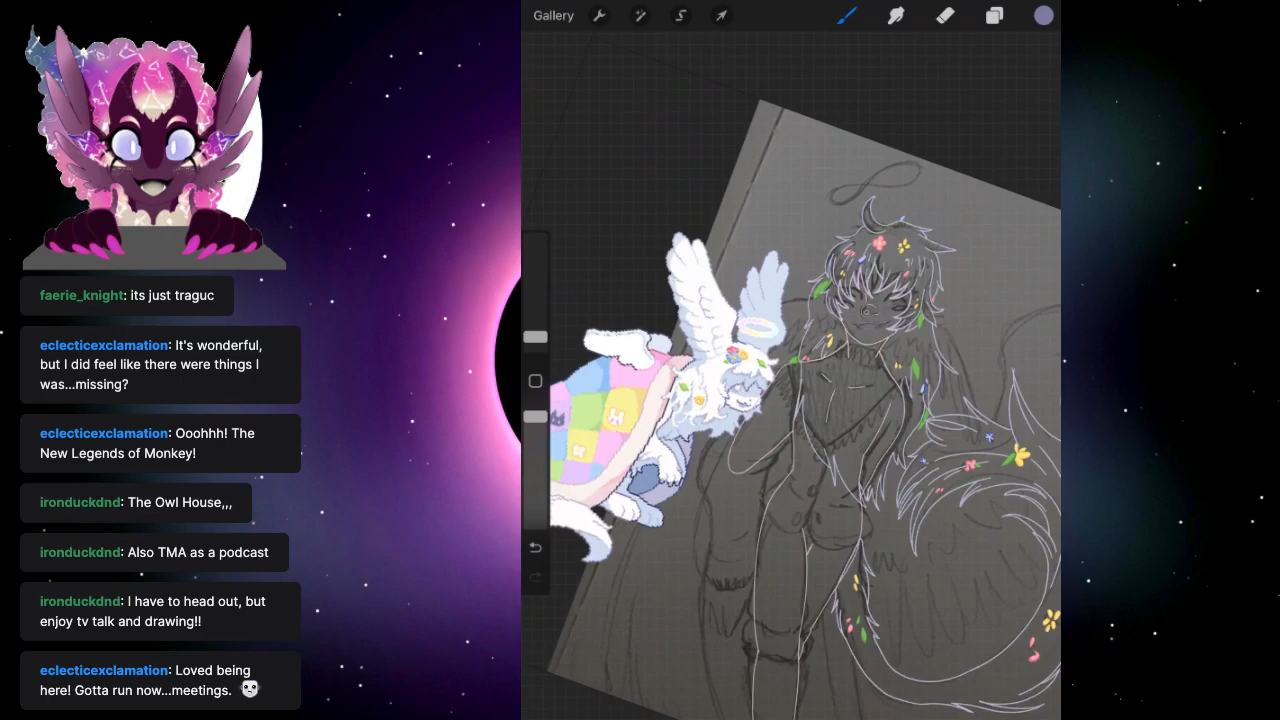 Gallery
faerie_knight: its just traguc
eclecticexclamation: It's wonderful,
but I did feel like there were things I
was...missing?
eclecticexclamation: Ooohhh! The
New Legends of Monkey!
ironduckdnd: The Owl House,,,
ironduckdnd: Also TMA as a podcast
ironduckdnd: I have to head out, but
enjoy tv talk and drawing!!
eclecticexclamation: Loved being
here! Gotta run now...meetings.